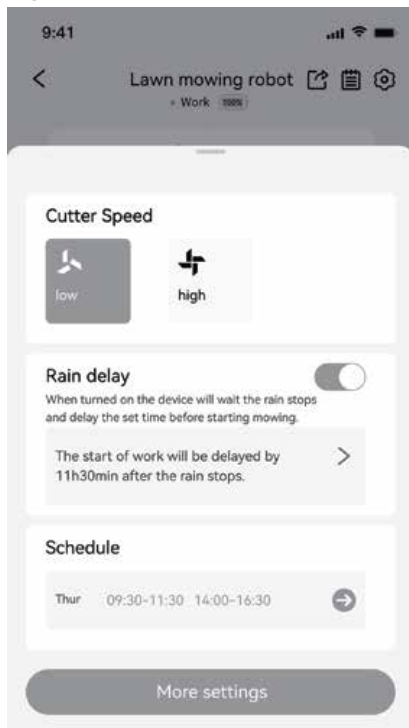 9:41
Lawn mowing robot
Work 100%
Cutter Speed
low
high
Rain delay
When turned on the device will wait the rain stops
and delay the set time before starting mowing.
The start of work will be delayed by
11h30min after the rain stops.
Schedule
Thur 09:30-11:30 14:00-16:30
More settings